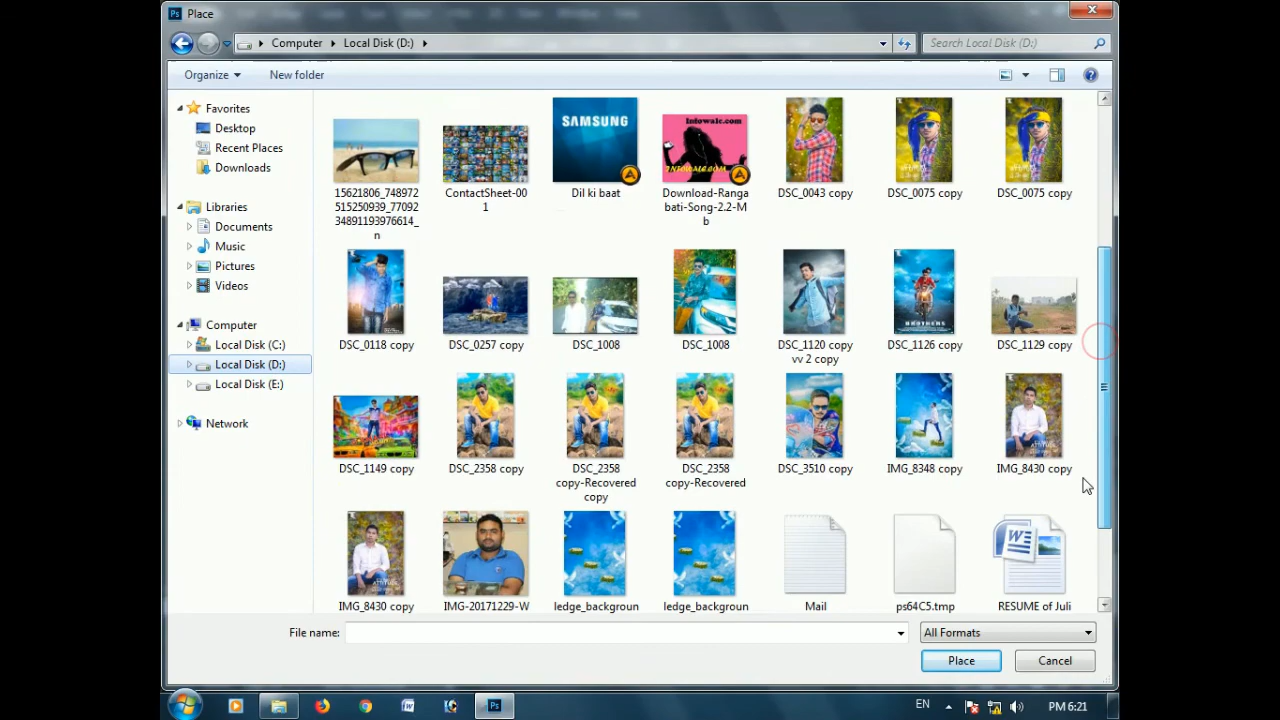 Place
Computer
Local Disk (D:)
Search Local Disk (D:)
Organize
New folder
Favorites
Desktop
Recent Places
Downloads
Libraries
Documents
Music
Pictures
Videos
Computer
Local Disk (C:)
Local Disk (D:)
Local Disk (E:)
Network
SAMSUNG
Infowale.com
15621806_748972
515250939_77092
34891193976614_
n
ContactSheet-00
1
Dil ki baat
Download-Ranga
bati-Song-2.2-M
b
DSC_0043 copy
DSC_0075 copy
DSC_0075 copy
BROTHERS
DSC_0118 copy
DSC_0257 copy
DSC_1008
DSC_1008
DSC_1120 copy
vv 2 copy
DSC_1126 copy
DSC_1129 copy
DSC_1149 copy
DSC_2358 copy
DSC_2358
copy-Recovered
copy
DSC_2358
copy-Recovered
DSC_3510 copy
IMG_8348 copy
IMG_8430 copy
IMG_8430 copy
IMG-20171229-W
ledge_backgroun
ledge_backgroun
Mail
ps64C5.tmp
RESUME of Juli
File name:
All Formats
Place
Cancel
EN
PM 6:21